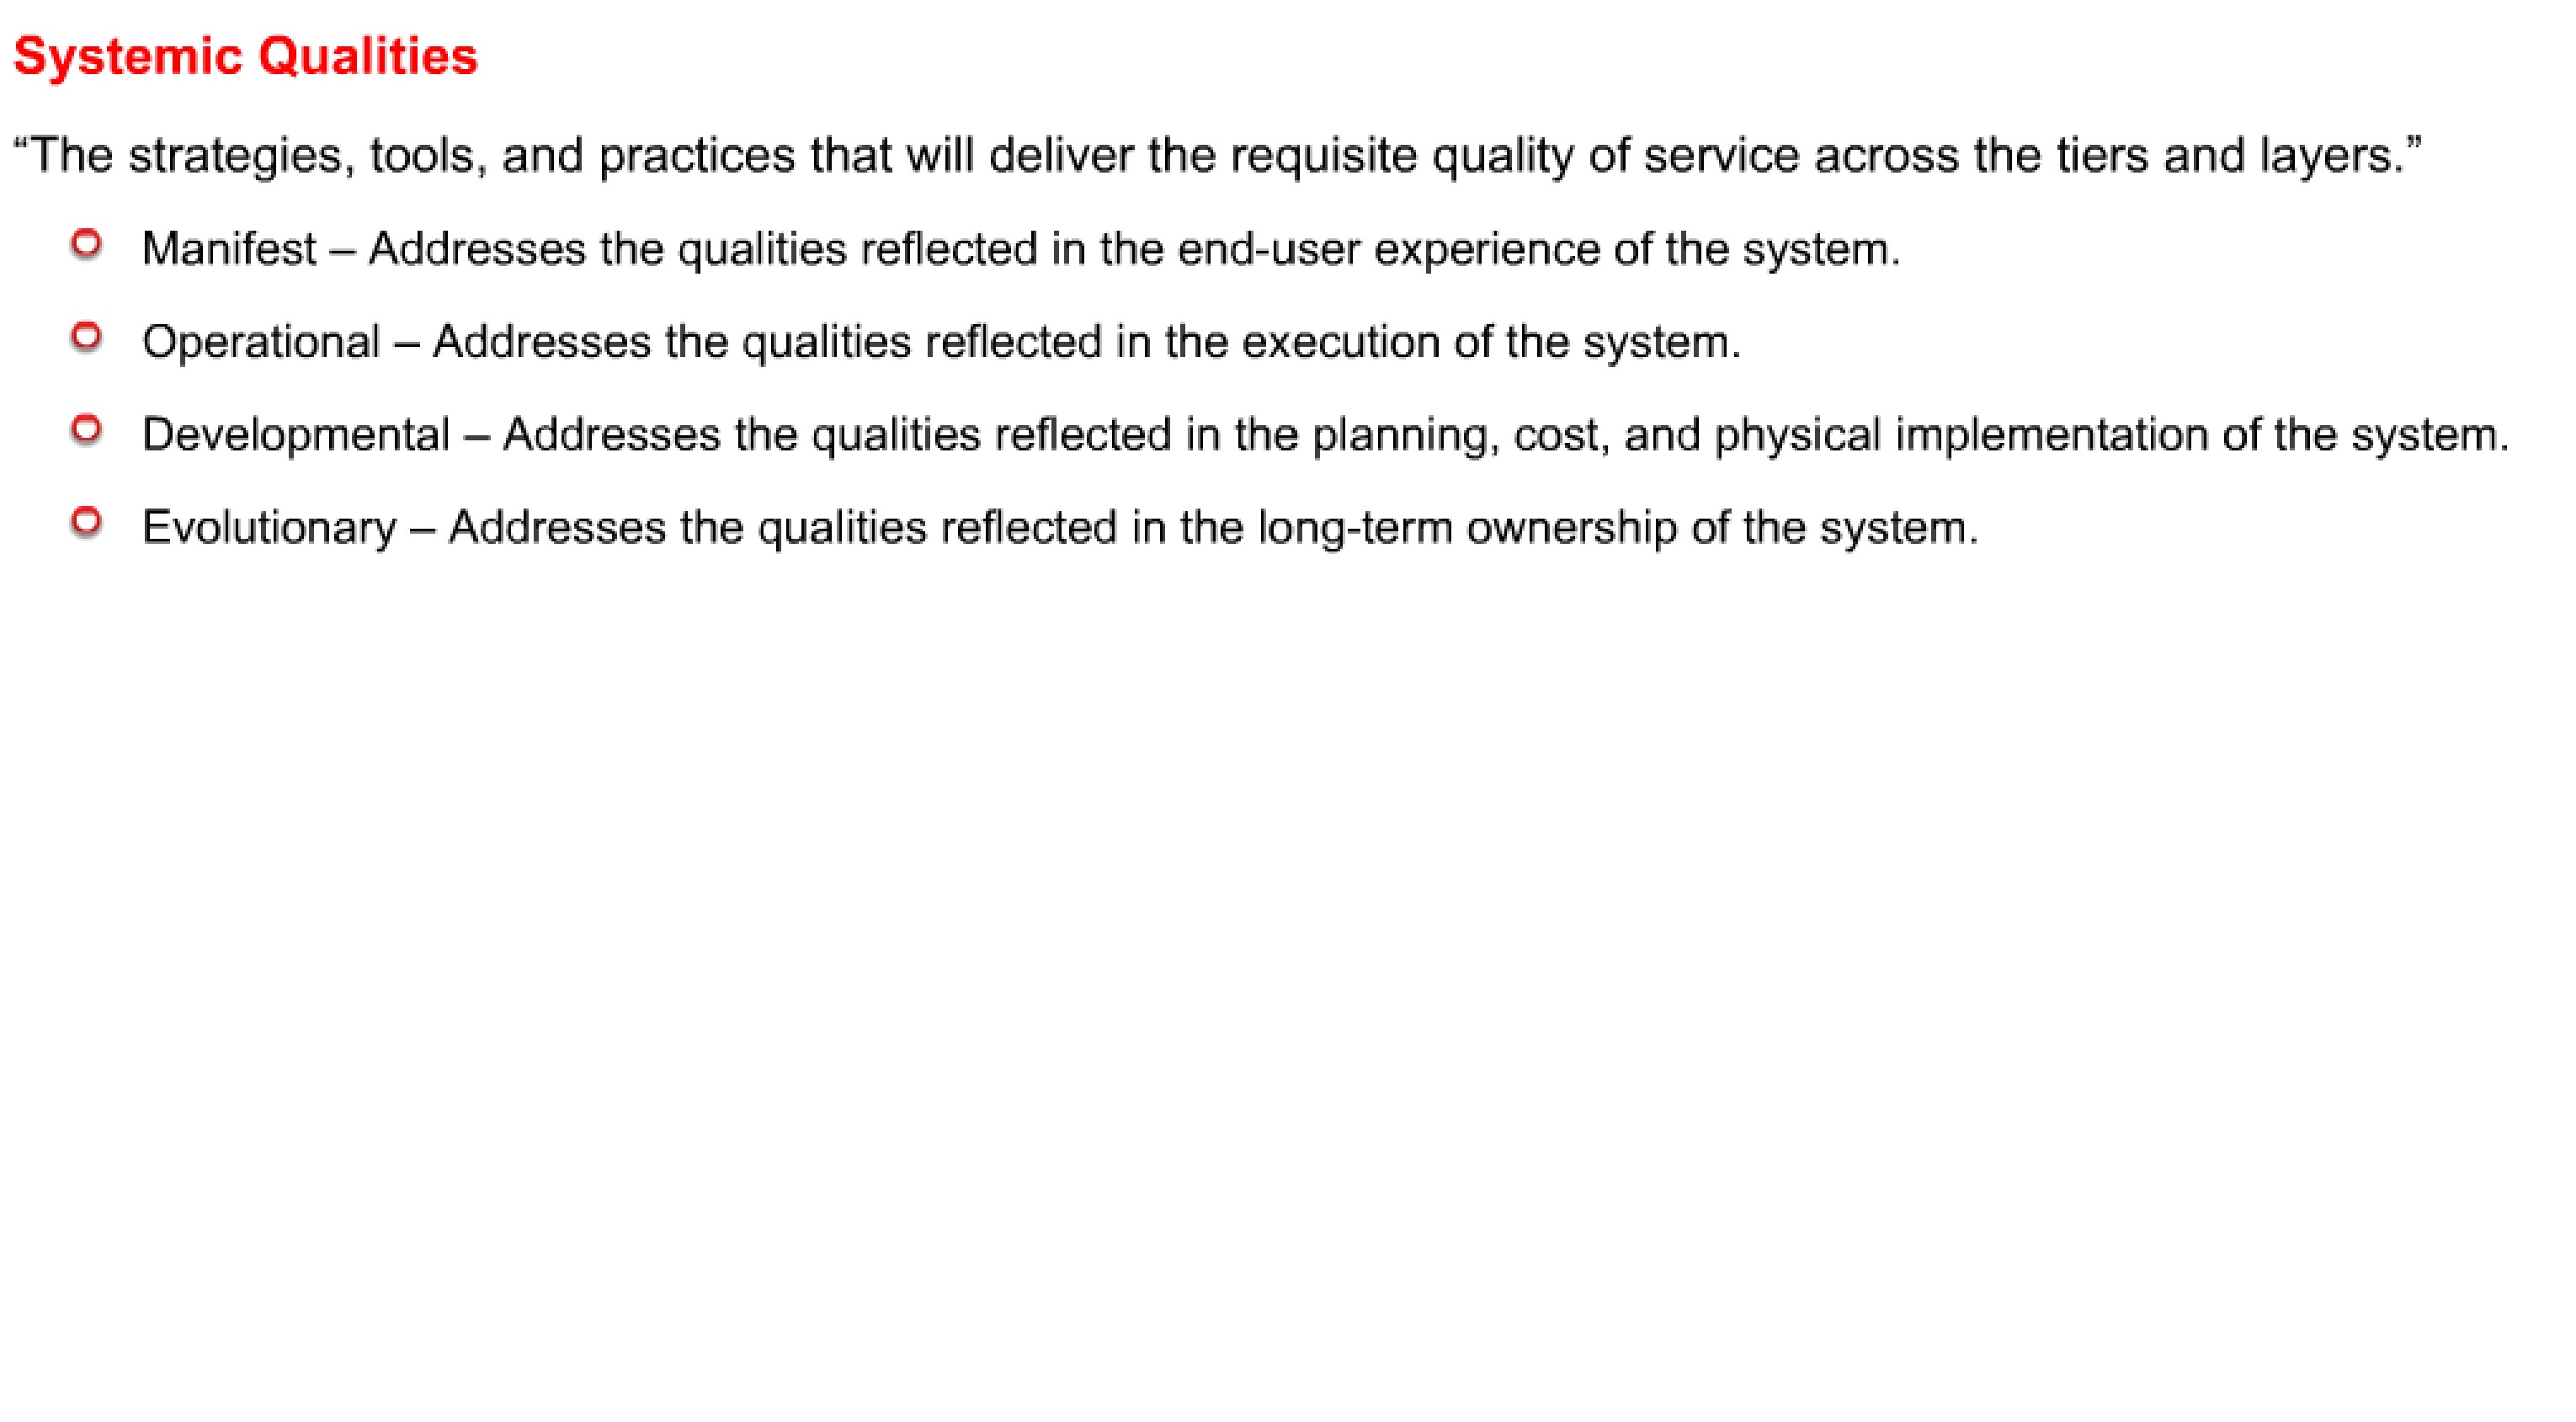 Systemic Qualities
“The strategies, tools, and practices that will deliver the requisite quality of service across the tiers and layers.”
Manifest – Addresses the qualities reflected in the end-user experience of the system.
Operational – Addresses the qualities reflected in the execution of the system.
Developmental – Addresses the qualities reflected in the planning, cost, and physical implementation of the system.
Evolutionary – Addresses the qualities reflected in the long-term ownership of the system.